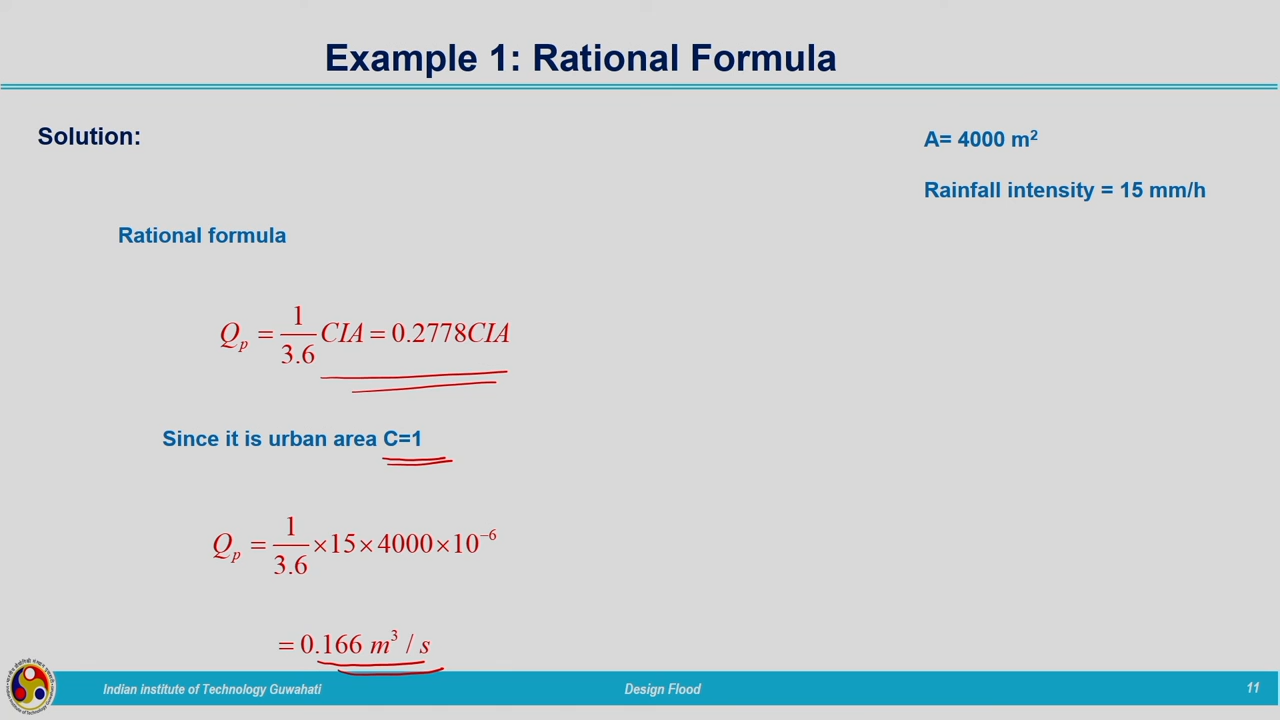 Example 1: Rational Formula
Solution:
A= 4000 m²
Rainfall intensity = 15 mm/h
Rational formula
Qₚ = 1/3.6 CIA = 0.2778CIA
Since it is urban area C=1
Qₚ = 1/3.6 ×15×4000×10⁻⁶
= 0.166 m³ / s
Indian institute of Technology Guwahati
Design Flood
11